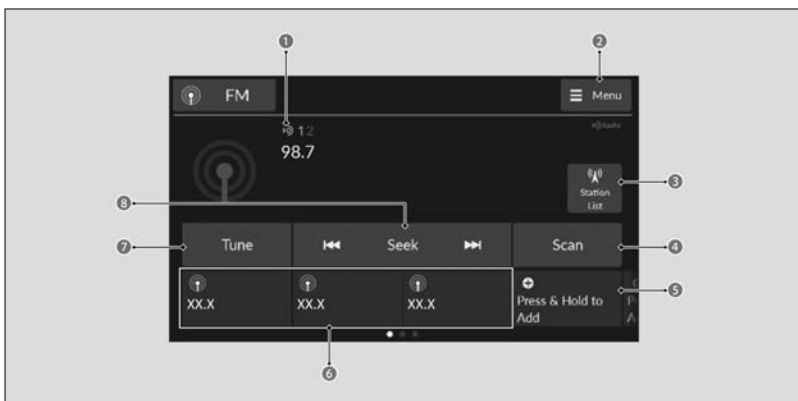 1
2
FM
Menu
1 2
HD Radio
98.7
3
Station
List
8
7
Tune
Seek
Scan
4
5
XX.X
XX.X
XX.X
Press & Hold to
Add
6